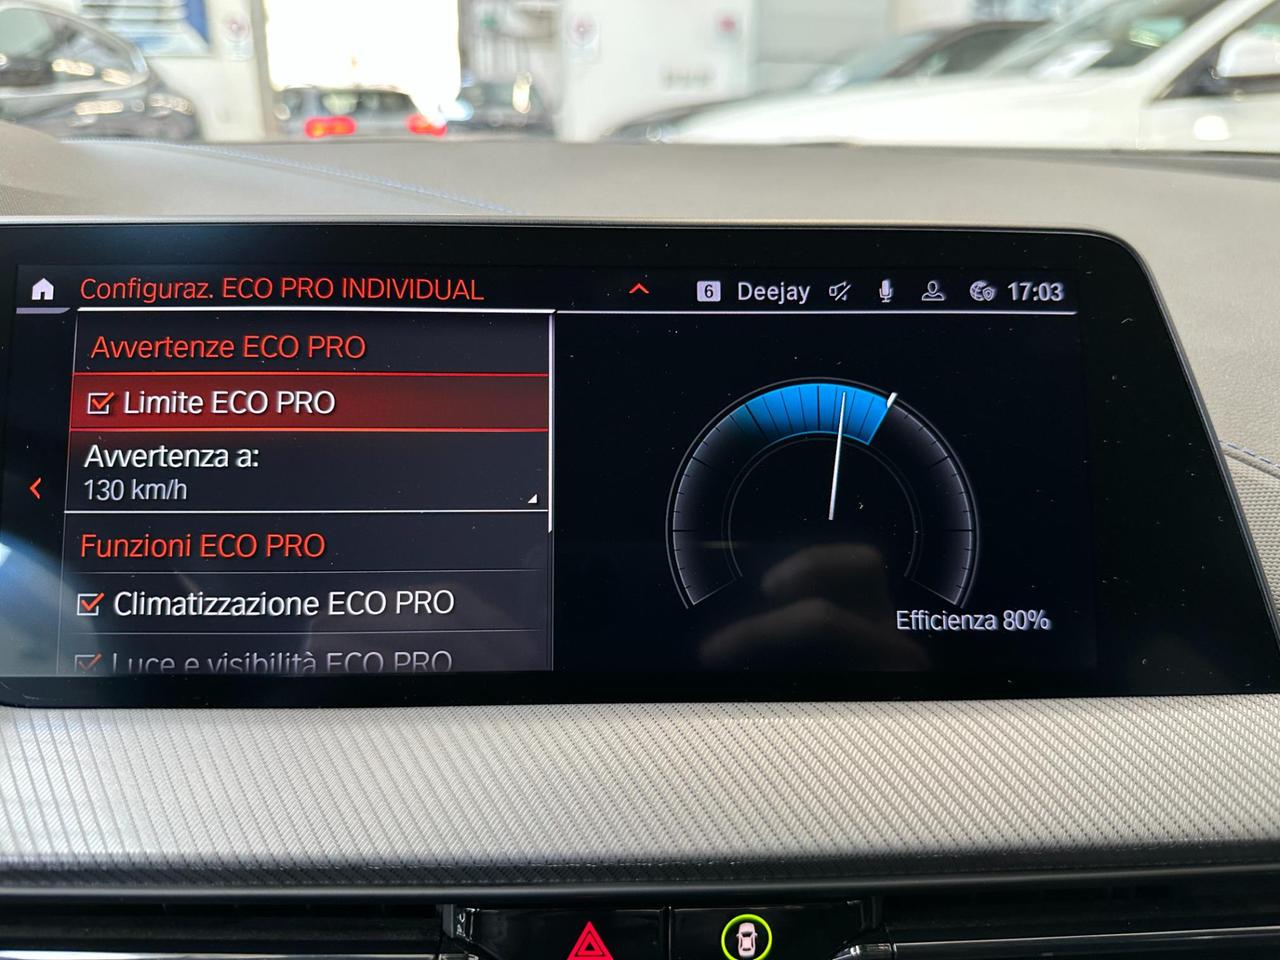 Configuraz. ECO PRO INDIVIDUAL
6 Deejay 17:03
Avvertenze ECO PRO
Limite ECO PRO
Avvertenza a:
130 km/h
Funzioni ECO PRO
Climatizzazione ECO PRO
Luce e visibilità ECO PRO
Efficienza 80%